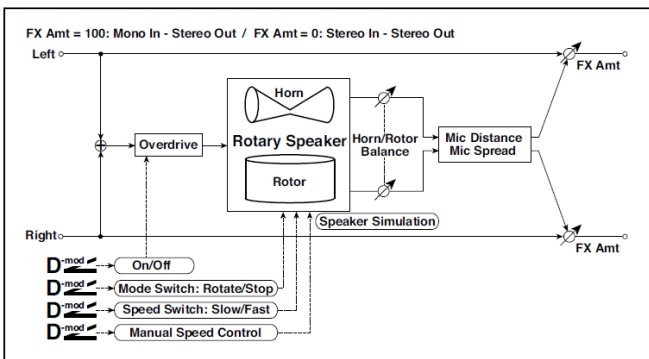 FX Amt = 100: Mono In - Stereo Out / FX Amt = 0: Stereo In - Stereo Out
Left
FX Amt
Horn
Overdrive
Rotary Speaker
Horn/Rotor
Balance
Mic Distance
Mic Spread
Rotor
Speaker Simulation
Right
FX Amt
D-mod
On/Off
D-mod
Mode Switch: Rotate/Stop
D-mod
Speed Switch: Slow/Fast
D-mod
Manual Speed Control